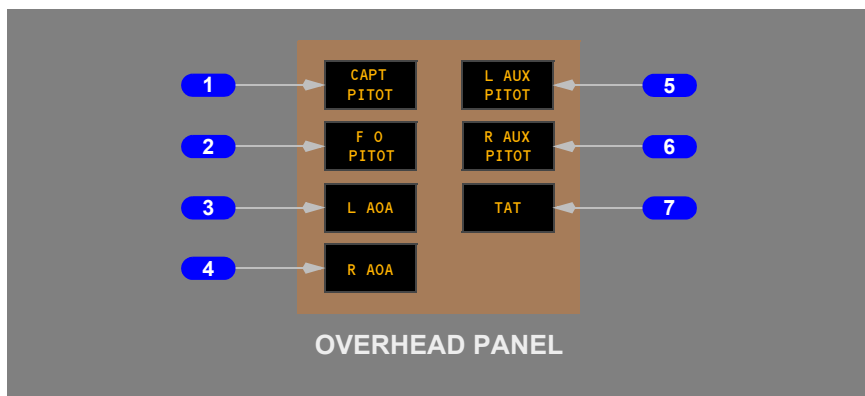 1
CAPT
PITOT
L AUX
PITOT
5
2
F O
PITOT
R AUX
PITOT
6
3
L AOA
TAT
7
4
R AOA
OVERHEAD PANEL